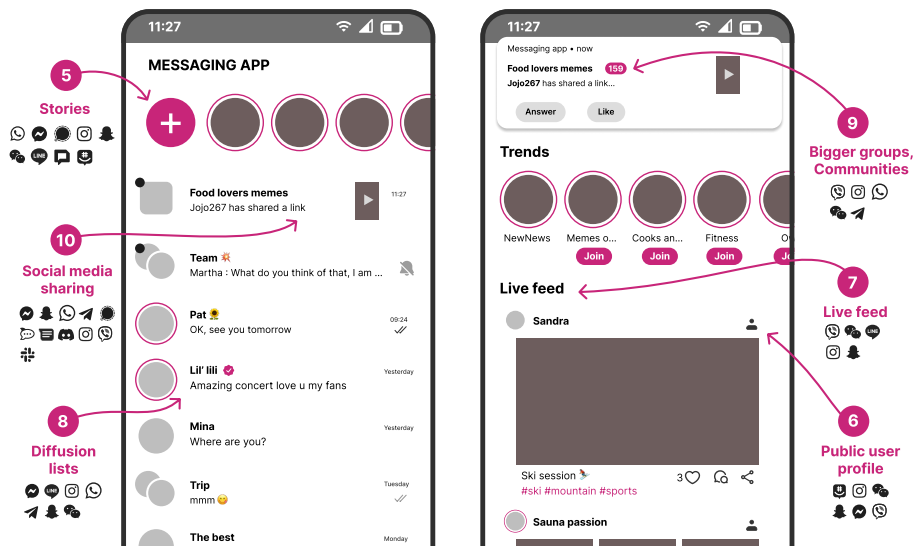 5
Stories
LINE
10
Social media
sharing
8
Diffusion
lists
LINE
11:27
MESSAGING APP
Food lovers memes
Jojo267 has shared a link
11:27
Team 💥
Martha : What do you think of that, I am ...
Pat 🌻
OK, see you tomorrow
09:24
Lil’ lili
Amazing concert love u my fans
Yesterday
Mina
Where are you?
Yesterday
Trip
mmm 😋
Tuesday
The best
Monday
11:27
Messaging app • now
Food lovers memes 159
Jojo267 has shared a link...
Answer Like
Trends
NewNews Memes o... Cooks an... Fitness O
Join Join Join Jo
Live feed
Sandra
3
Ski session ⛷
#ski #mountain #sports
Sauna passion
9
Bigger groups,
Communities
7
Live feed
LINE
6
Public user
profile